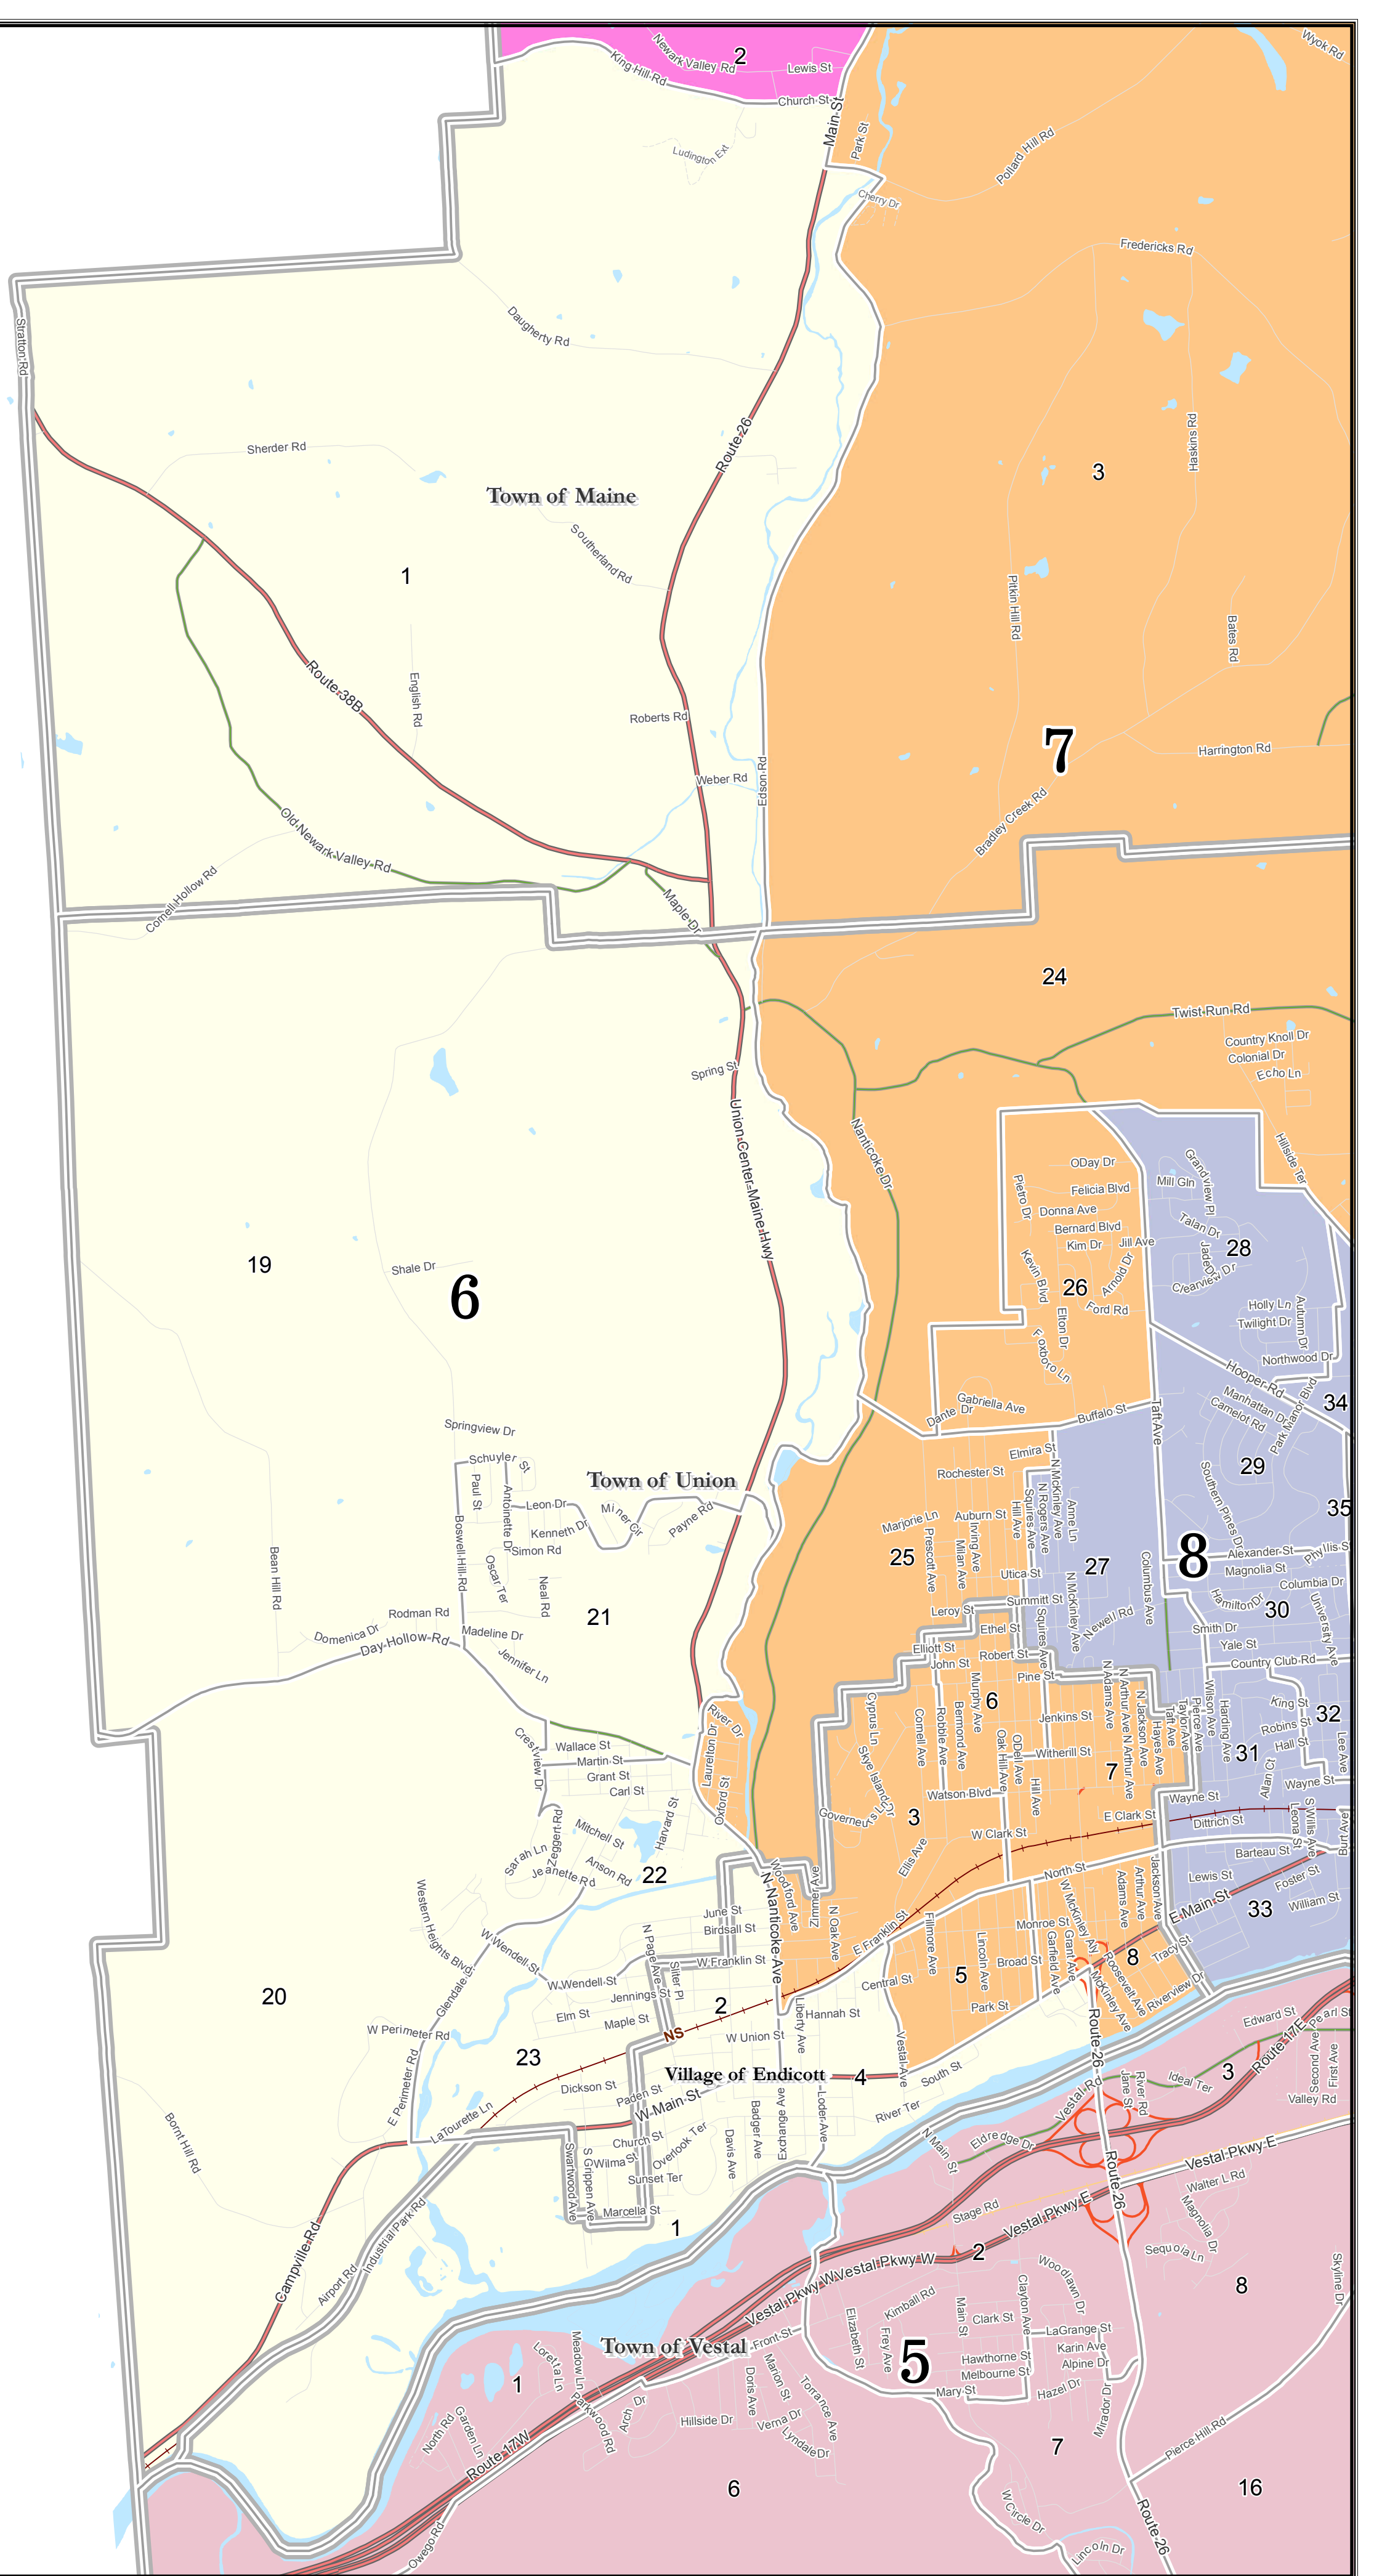 Wyok Rd
2
Newark Valley Rd
Lewis St
King Hill Rd
Church St
Main St
Park St
Ludington Ext
Pollard Hill Rd
Cherry Dr
Fredericks Rd
Stratton Rd
Daugherty Rd
Route 26
Sherder Rd
Haskins Rd
3
Town of Maine
Southerland Rd
1
Pitkin Hill Rd
Bates Rd
Route 38B
English Rd
Roberts Rd
7
Harrington Rd
Weber Rd
Edson Rd
Old Newark Valley Rd
Bradley Creek Rd
Cornell Hollow Rd
Maple Dr
24
Twist Run Rd
Country Knoll Dr
Colonial Dr
Echo Ln
Spring St
Union Center-Maine Hwy
Nanticoke Dr
Hillside Ter
ODay Dr
Grandview Pl
Mill Gln
Felicia Blvd
Pietro Dr
Donna Ave
Talan Dr
Bernard Blvd
Kim Dr
Jill Ave
28
Jade Dr
19
Shale Dr
6
Kevin Blvd
26
Arnold Dr
Clearview Dr
Ford Rd
Holly Ln
Autumn Dr
Twilight Dr
Elton Dr
Foxboro Ln
Northwood Dr
Hooper Rd
Gabriella Ave
Dante Dr
Buffalo St
Taft Ave
Manhattan Dr
Camelot Rd
Park Manor Blvd
34
Springview Dr
Schuyler St
Elmira St
Town of Union
Rochester St
N McKinley Ave
29
Paul St
Antoinette Dr
Leon Dr
Miner Cir
Payne Rd
Kenneth Dr
Simon Rd
Boswell Hill Rd
Oscar Ter
Neal Rd
Bean Hill Rd
Marjorie Ln
Auburn St
Hill Ave
Squires Ave
N Rogers Ave
Anne Ln
Southern Pines Dr
35
25
Prescott Ave
Milan Ave
Irving Ave
Utica St
27
8
Alexander St
Phyllis St
Magnolia St
Columbia Dr
Columbus Ave
21
Rodman Rd
Domenica Dr
Day Hollow Rd
Madeline Dr
Jennifer Ln
Leroy St
Summitt St
N McKinley Ave
Newell Rd
Hamilton Dr
30
University Ave
Smith Dr
Yale St
Country Club Rd
Elliott St
Ethel St
John St
Robert St
Squires Ave
Pine St
6
Murphy Ave
Cyprus Ln
Cornell Ave
Robble Ave
Bermond Ave
Jenkins St
N Adams Ave
N Arthur Ave
N Jackson Ave
Hayes Ave
Taft Ave
Taylor Ave
Pierce Ave
Wilson Ave
Harding Ave
King St
Robins St
Hall St
32
Lee Ave
River Dr
Laurelton Dr
Oxford St
Crestview Dr
Wallace St
Martin St
Grant St
Carl St
Oak Hill Ave
ODell Ave
Witherill St
N Arthur Ave
7
31
Allan Ct
Wayne St
Wayne St
Skye Island Dr
Watson Blvd
Hill Ave
Governeurs Ln
3
E Clark St
W Clark St
Dittrich St
Leona St
S Willis Ave
Burt Ave
Barteau St
Harvard St
Zeggert Rd
Mitchell St
Sarah Ln
Jeanette Rd
Anson Rd
22
Ellis Ave
North St
Lewis St
Foster St
William St
E Main St
33
Woodford Ave
Zimmer Ave
N Nanticoke Ave
N Oak Ave
E Franklin St
Fillmore Ave
W McKinley Aly
Adams Ave
Arthur Ave
Jackson Ave
Western Heights Blvd
W Wendell St
Glendale Dr
June St
Birdsall St
N Page Ave
W Franklin St
Silter Pl
W Wendell St
Jennings St
Elm St
Maple St
2
Monroe St
Lincoln Ave
Broad St
Garfield Ave
Grant Ave
8
Tracy St
5
Central St
Park St
Roosevelt Ave
McKinley Ave
Riverview Dr
20
W Perimeter Rd
E Perimeter Rd
NS
23
Liberty Ave
Hannah St
W Union St
Village of Endicott
4
Vestal Ave
South St
Route 26
Edward St
Pearl St
Route 17E
3
Second Ave
First Ave
Ideal Ter
Valley Rd
Dickson St
Paden St
W Main St
LaTourette Ln
Bornt Hill Rd
River Ter
Vestal Rd
Jane St
River Rd
Swartwood Ave
S Grippen Ave
Church St
Wilma St
Overlook Ter
Sunset Ter
Davis Ave
Badger Ave
Exchange Ave
Loder Ave
Marcella St
1
N Main St
Eldredge Dr
Vestal Pkwy E
Route 26
Walter L Rd
Magnolia Dr
Stage Rd
Vestal Pkwy E
Sequoia Ln
2
Campville Rd
Airport Rd
Industrial Park Rd
Vestal Pkwy W
Vestal Pkwy W
Woodlawn Dr
8
Skyline Dr
Kimball Rd
Main St
Clayton Ave
Clark St
LaGrange St
Karin Ave
Alpine Dr
Town of Vestal
Front St
Elizabeth St
Frey Ave
5
Hawthorne St
Melbourne St
Mary St
Hazel Dr
Mirador Dr
Loretta Ln
Meadow Ln
1
North Rd
Garden Ln
Parkwood Rd
Arch Dr
Doris Ave
Marion St
Torrance Ave
Hillside Dr
Verna Dr
Lyndale Dr
Route 17W
Owego Rd
6
7
Pierce Hill Rd
16
W Circle Dr
Lincoln Dr
Route 26